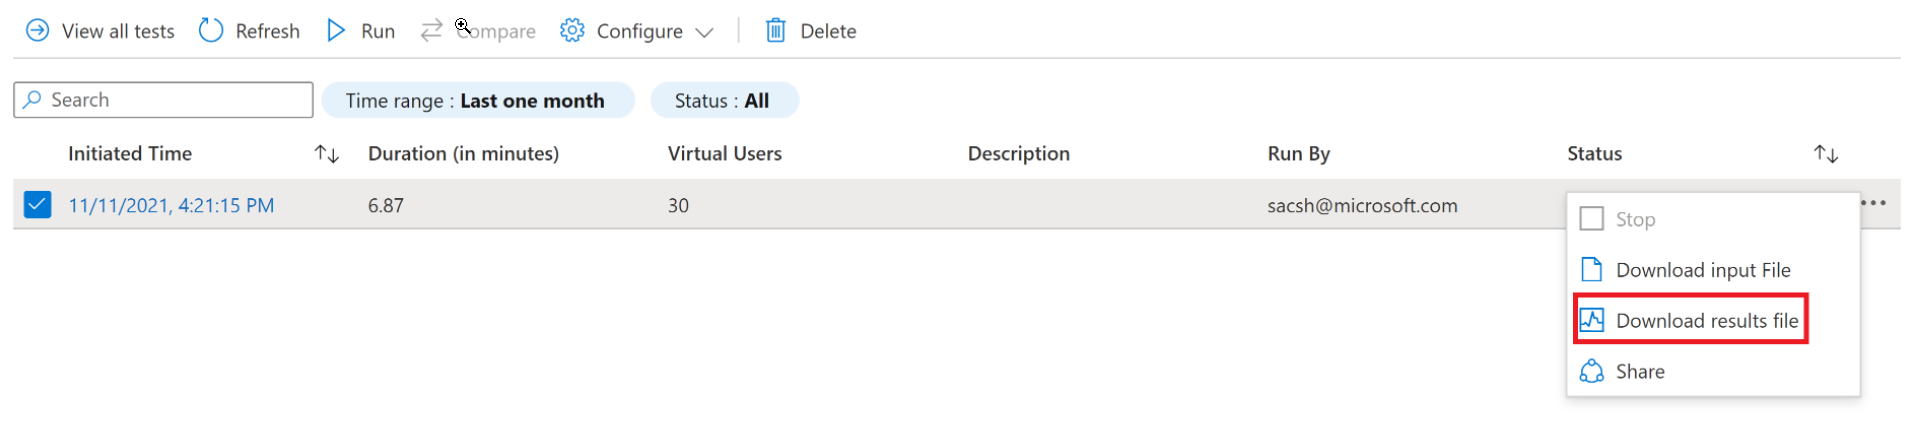 View all tests Refresh Run Compare Configure Delete
Search Time range : Last one month Status : All
Initiated Time Duration (in minutes) Virtual Users Description Run By Status
11/11/2021, 4:21:15 PM 6.87 30 sacsh@microsoft.com
Stop
Download input File
Download results file
Share